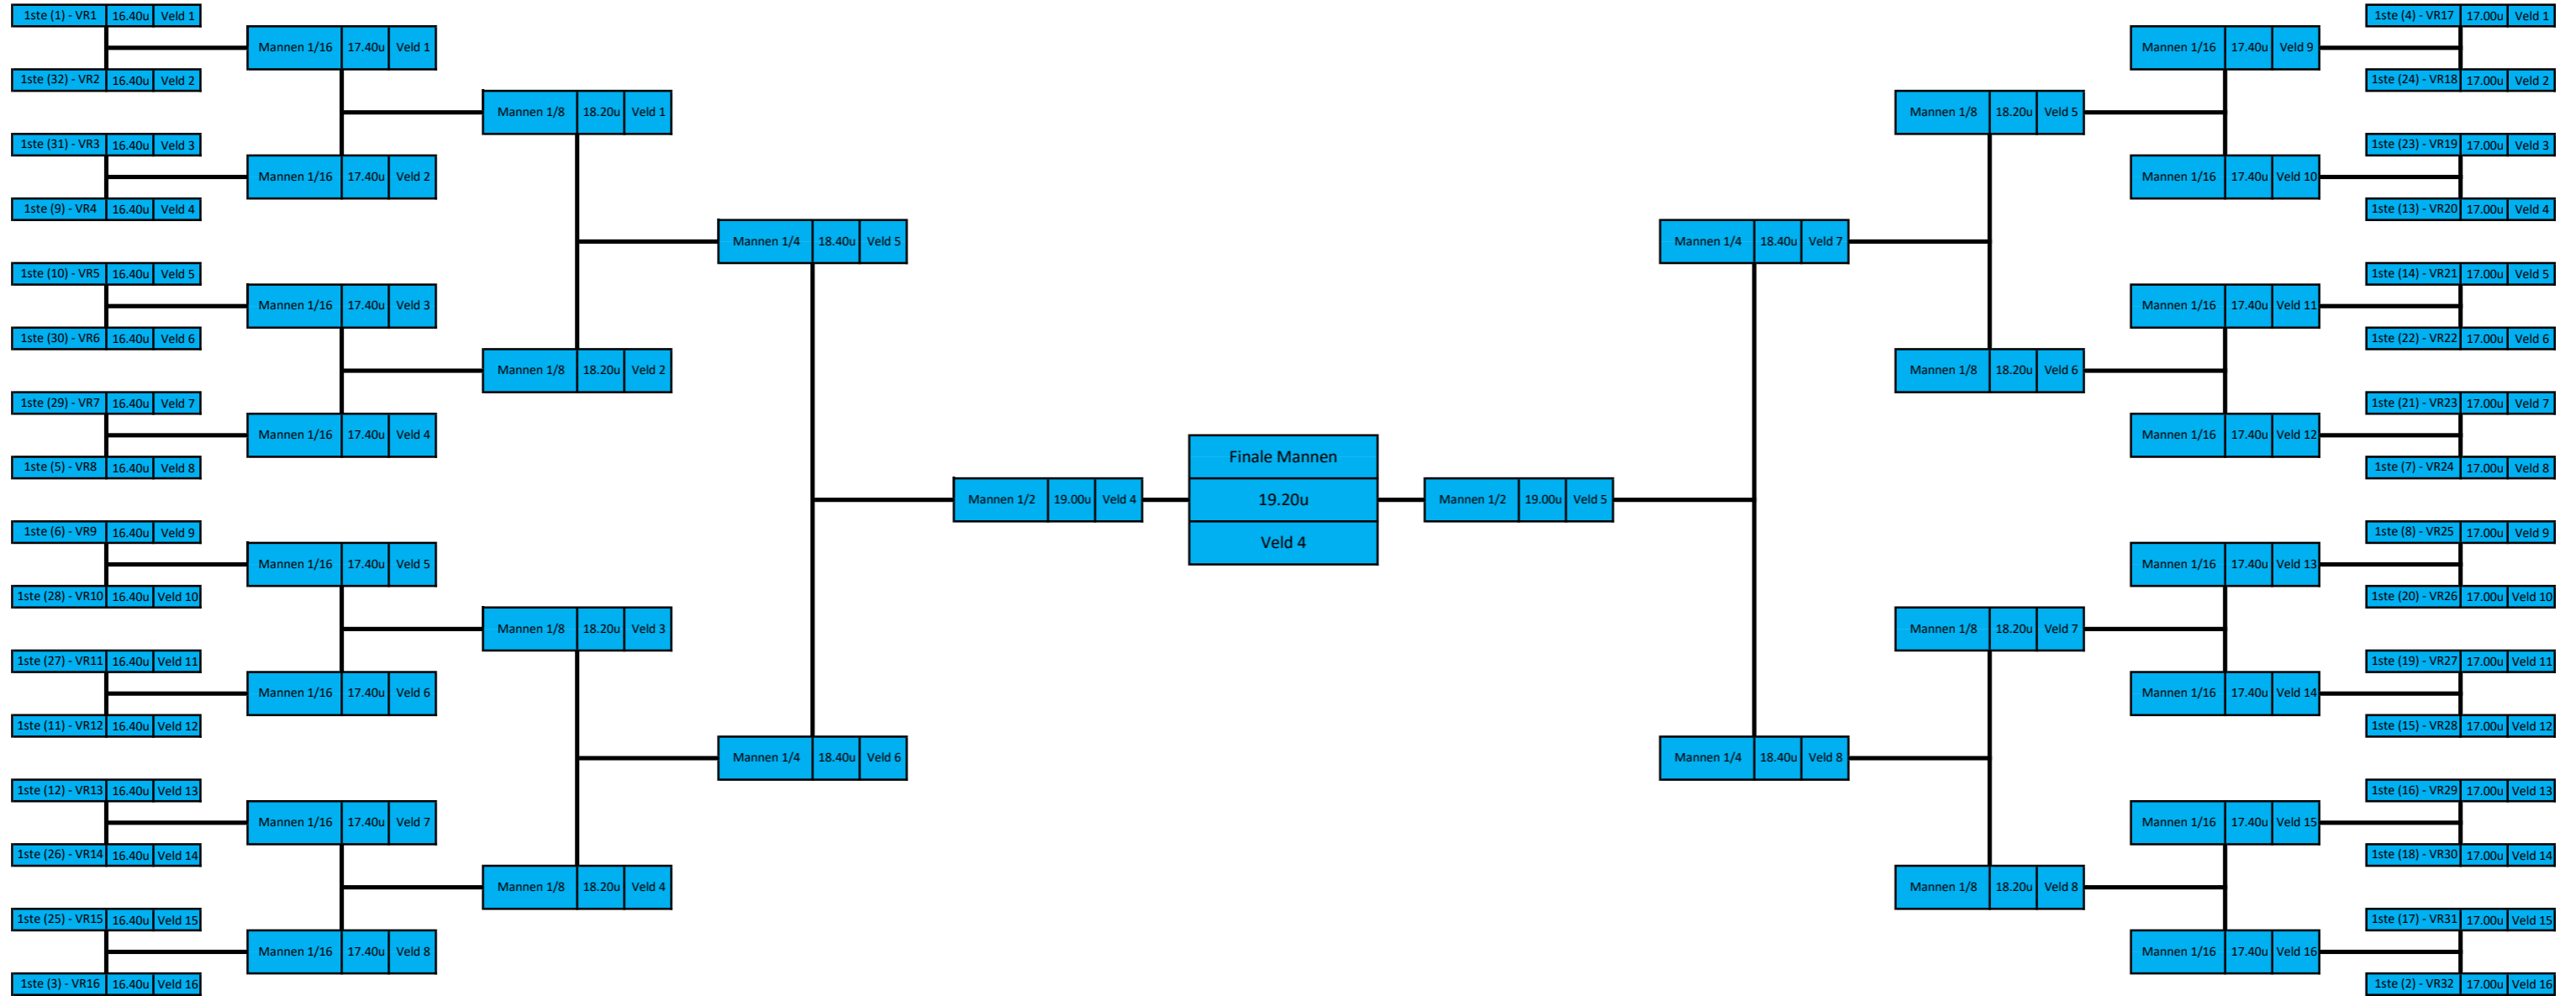 1ste (1) - VR1 16.40u Veld 1
1ste (4) - VR17 17.00u Veld 1
Mannen 1/16 17.40u Veld 1
Mannen 1/16 17.40u Veld 9
1ste (32) - VR2 16.40u Veld 2
1ste (24) - VR18 17.00u Veld 2
Mannen 1/8 18.20u Veld 1
Mannen 1/8 18.20u Veld 5
1ste (31) - VR3 16.40u Veld 3
1ste (23) - VR19 17.00u Veld 3
Mannen 1/16 17.40u Veld 2
Mannen 1/16 17.40u Veld 10
1ste (9) - VR4 16.40u Veld 4
1ste (13) - VR20 17.00u Veld 4
Mannen 1/4 18.40u Veld 5
Mannen 1/4 18.40u Veld 7
1ste (10) - VR5 16.40u Veld 5
1ste (14) - VR21 17.00u Veld 5
Mannen 1/16 17.40u Veld 3
Mannen 1/16 17.40u Veld 11
1ste (30) - VR6 16.40u Veld 6
1ste (22) - VR22 17.00u Veld 6
Mannen 1/8 18.20u Veld 2
Mannen 1/8 18.20u Veld 6
1ste (29) - VR7 16.40u Veld 7
1ste (21) - VR23 17.00u Veld 7
Mannen 1/16 17.40u Veld 4
Mannen 1/16 17.40u Veld 12
Finale Mannen
1ste (5) - VR8 16.40u Veld 8
1ste (7) - VR24 17.00u Veld 8
Mannen 1/2 19.00u Veld 4
19.20u
Mannen 1/2 19.00u Veld 5
1ste (6) - VR9 16.40u Veld 9
1ste (8) - VR25 17.00u Veld 9
Veld 4
Mannen 1/16 17.40u Veld 5
Mannen 1/16 17.40u Veld 13
1ste (28) - VR10 16.40u Veld 10
1ste (20) - VR26 17.00u Veld 10
Mannen 1/8 18.20u Veld 3
Mannen 1/8 18.20u Veld 7
1ste (27) - VR11 16.40u Veld 11
1ste (19) - VR27 17.00u Veld 11
Mannen 1/16 17.40u Veld 6
Mannen 1/16 17.40u Veld 14
1ste (11) - VR12 16.40u Veld 12
1ste (15) - VR28 17.00u Veld 12
Mannen 1/4 18.40u Veld 6
Mannen 1/4 18.40u Veld 8
1ste (12) - VR13 16.40u Veld 13
1ste (16) - VR29 17.00u Veld 13
Mannen 1/16 17.40u Veld 7
Mannen 1/16 17.40u Veld 15
1ste (26) - VR14 16.40u Veld 14
1ste (18) - VR30 17.00u Veld 14
Mannen 1/8 18.20u Veld 4
Mannen 1/8 18.20u Veld 8
1ste (25) - VR15 16.40u Veld 15
1ste (17) - VR31 17.00u Veld 15
Mannen 1/16 17.40u Veld 8
Mannen 1/16 17.40u Veld 16
1ste (3) - VR16 16.40u Veld 16
1ste (2) - VR32 17.00u Veld 16